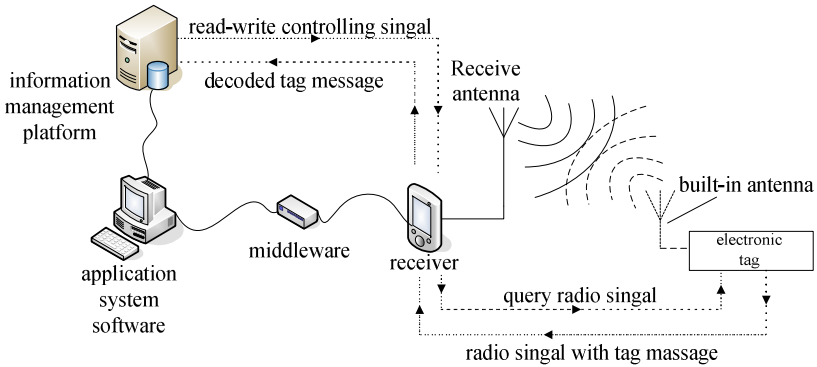 read-write controlling singal
decoded tag message
information
management
platform
Receive
antenna
built-in antenna
electronic
tag
middleware
receiver
application
system
software
query radio singal
radio singal with tag massage